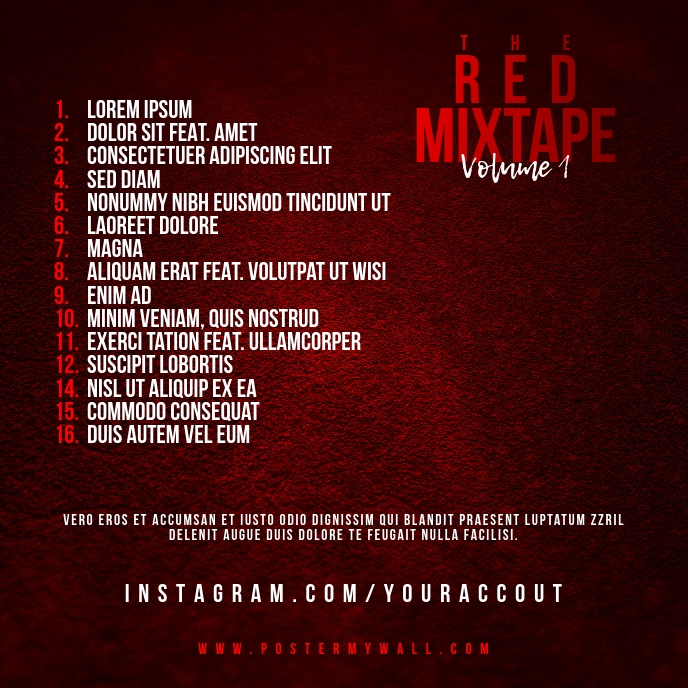 THE
RED
MIXTAPE
Volume 1
1. LOREM IPSUM
2. DOLOR SIT FEAT. AMET
3. CONSECTETUER ADIPISCING ELIT
4. SED DIAM
5. NONUMMY NIBH EUISMOD TINCIDUNT UT
6. LAOREET DOLORE
7. MAGNA
8. ALIQUAM ERAT FEAT. VOLUTPAT UT WISI
9. ENIM AD
10. MINIM VENIAM, QUIS NOSTRUD
11. EXERCI TATION FEAT. ULLAMCORPER
12. SUSCIPIT LOBORTIS
14. NISL UT ALIQUIP EX EA
15. COMMODO CONSEQUAT
16. DUIS AUTEM VEL EUM
VERO EROS ET ACCUMSAN ET IUSTO ODIO DIGNISSIM QUI BLANDIT PRAESENT LUPTATUM ZZRIL
DELENIT AUGUE DUIS DOLORE TE FEUGAIT NULLA FACILISI.
INSTAGRAM.COM/YOURACCOUT
WWW.POSTERMYWALL.COM